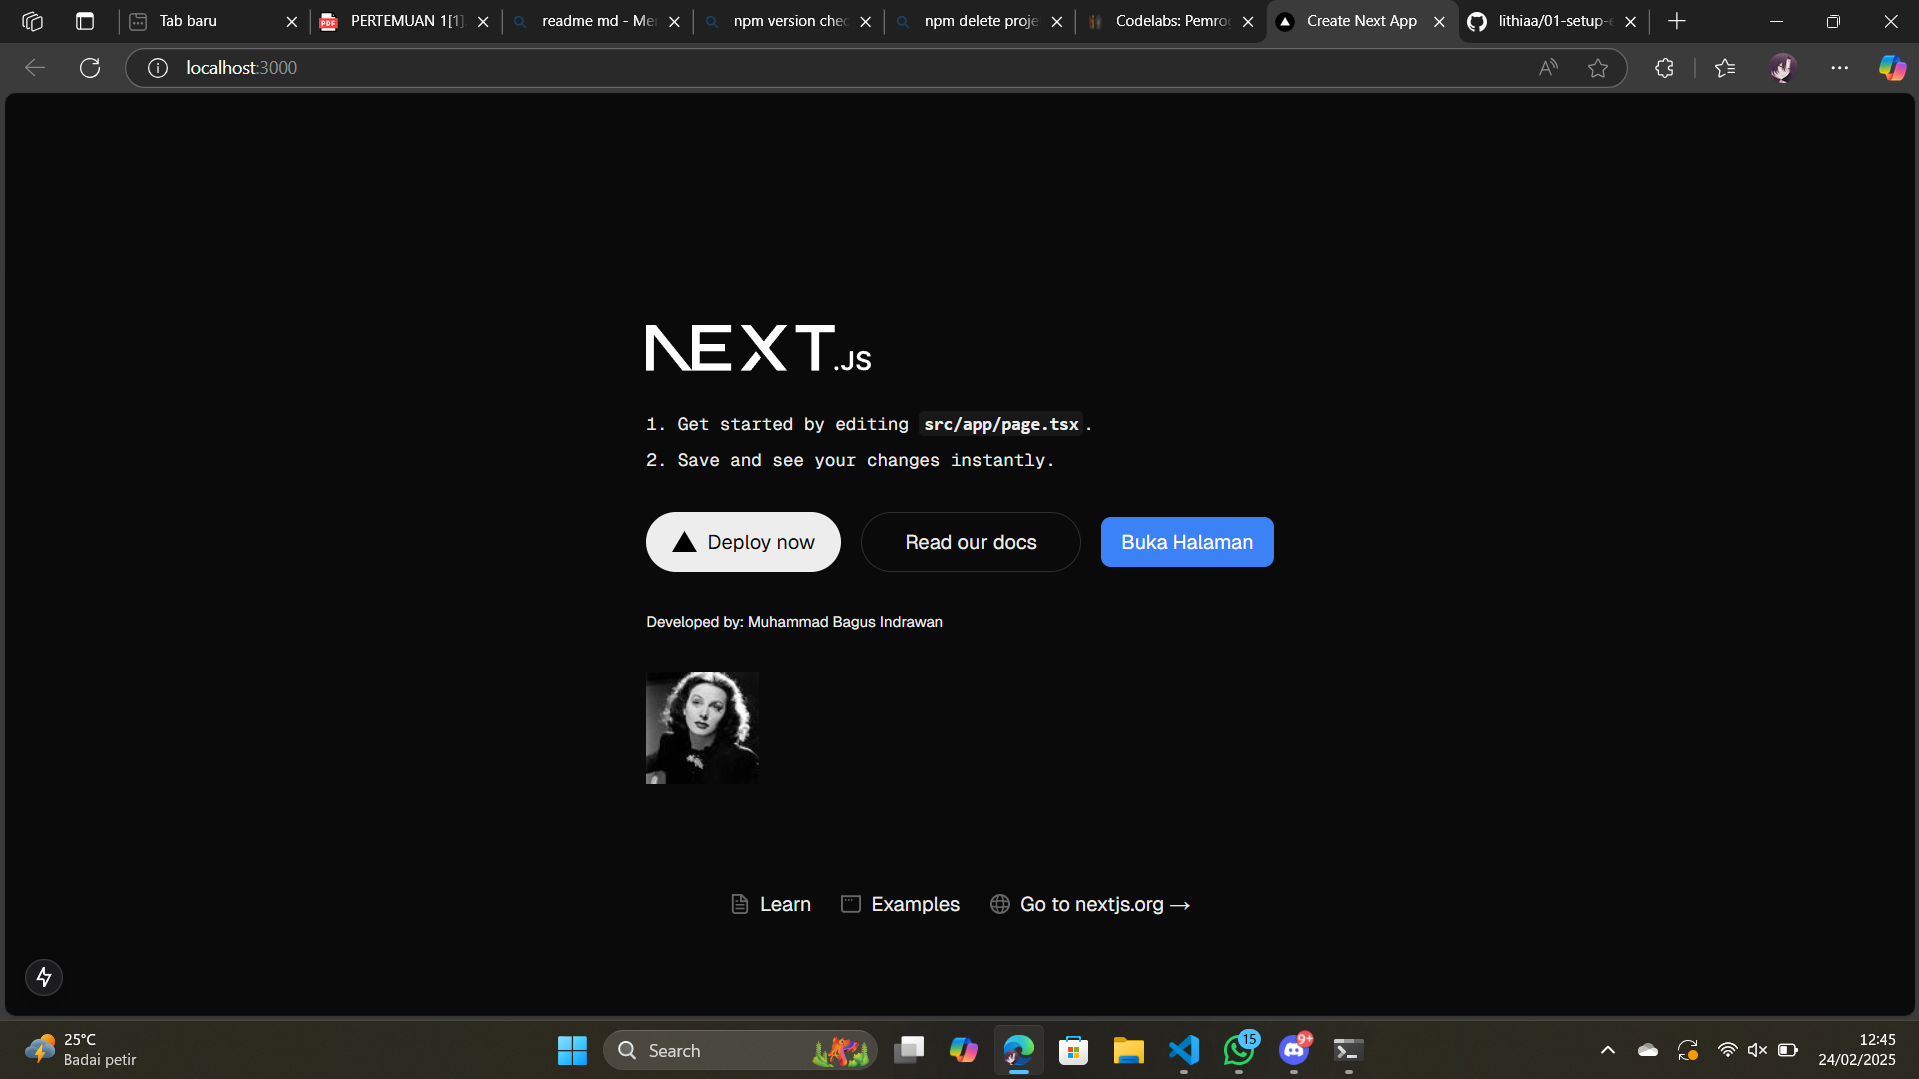 Tab baru
PERTEMUAN 1[1].
readme md - Mer
npm version chec
npm delete proje
Codelabs: Pemrog
Create Next App
lithiaa/01-setup-e
localhost:3000
NEXT.JS
1. Get started by editing src/app/page.tsx.
2. Save and see your changes instantly.
Deploy now
Read our docs
Buka Halaman
Developed by: Muhammad Bagus Indrawan
Learn
Examples
Go to nextjs.org →
25°C
Badai petir
Search
15
9+
12:45
24/02/2025